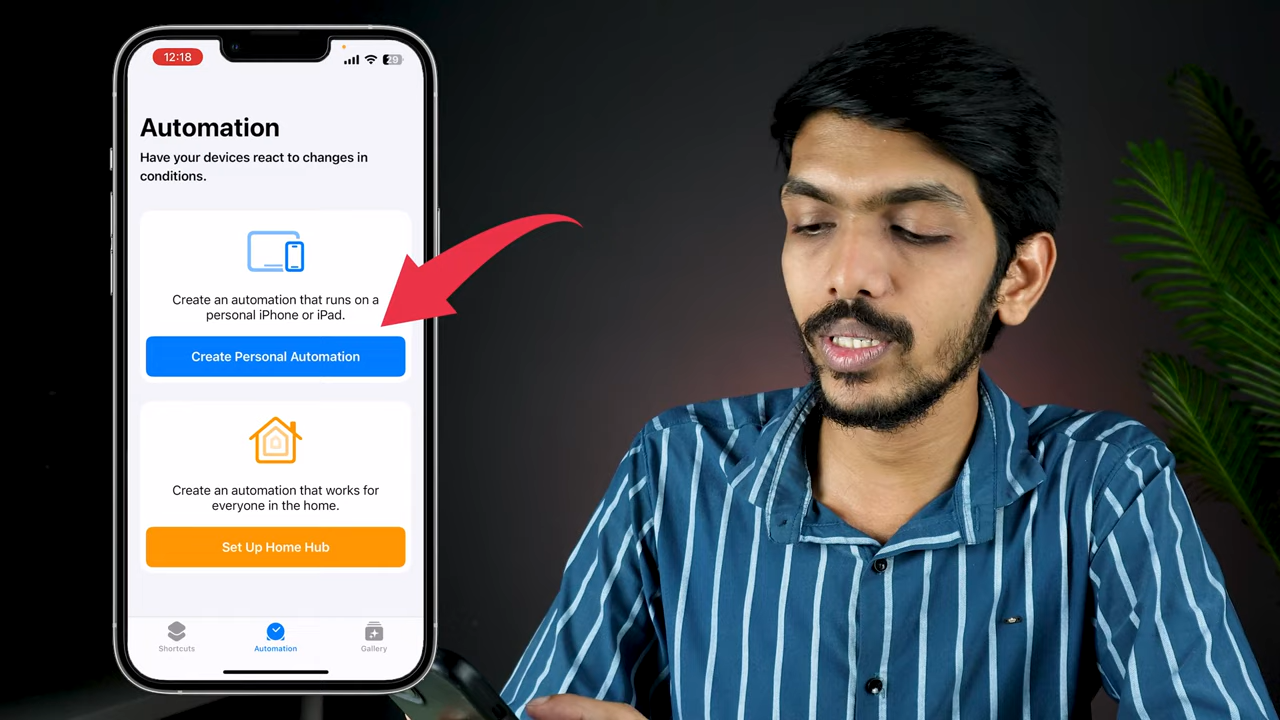 12:18
29
Automation
Have your devices react to changes in
conditions.
Create an automation that runs on a
personal iPhone or iPad.
Create Personal Automation
Create an automation that works for
everyone in the home.
Set Up Home Hub
Shortcuts
Automation
Gallery